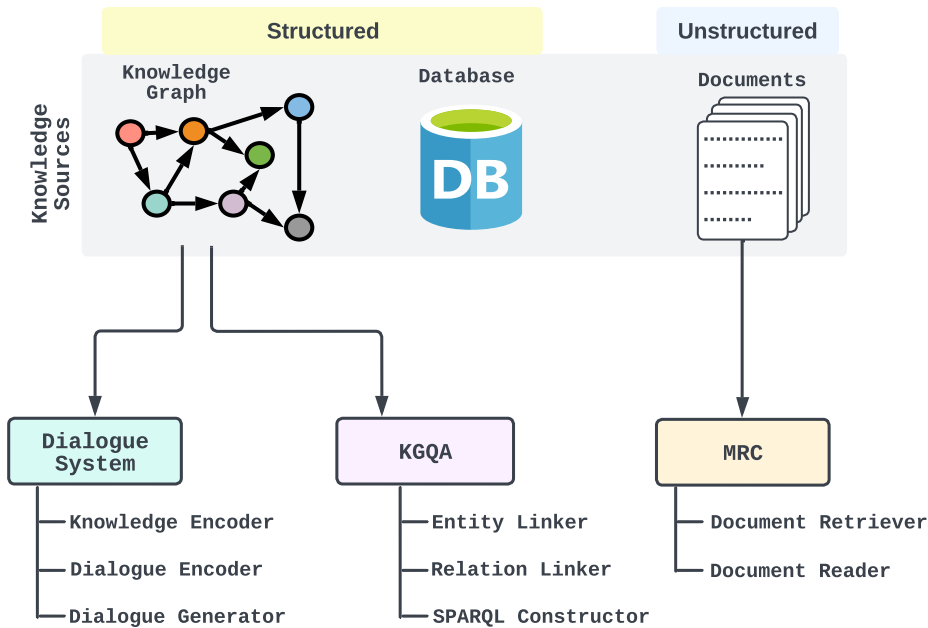 Structured
Unstructured
Knowledge
Sources
Knowledge
Graph
Database
DB
Documents
Dialogue
System
Knowledge Encoder
Dialogue Encoder
Dialogue Generator
KGQA
Entity Linker
Relation Linker
SPARQL Constructor
MRC
Document Retriever
Document Reader